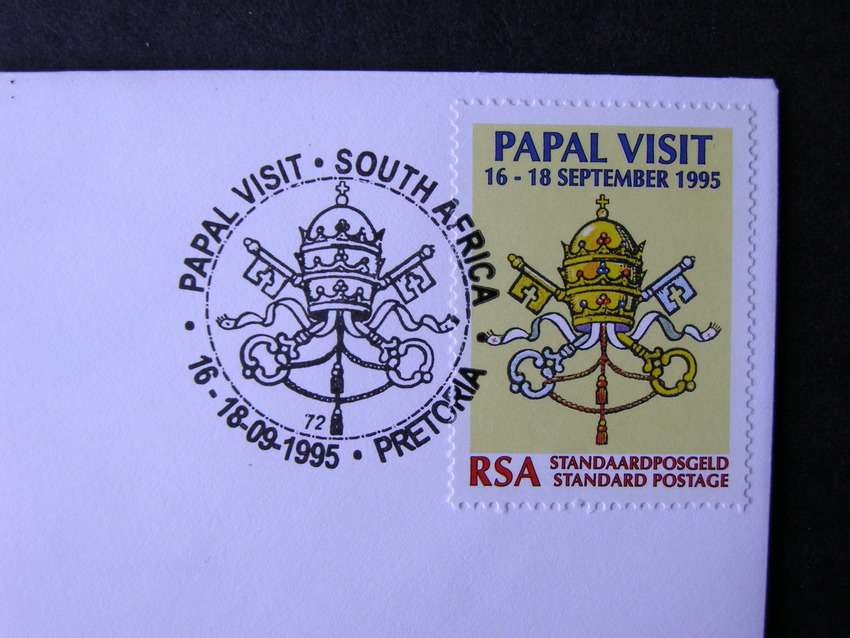 PAPAL VISIT • SOUTH AFRICA
• 16-18-09-1995 • PRETORIA •
72
PAPAL VISIT
16 - 18 SEPTEMBER 1995
RSA STANDAARDPOSGELD
STANDARD POSTAGE